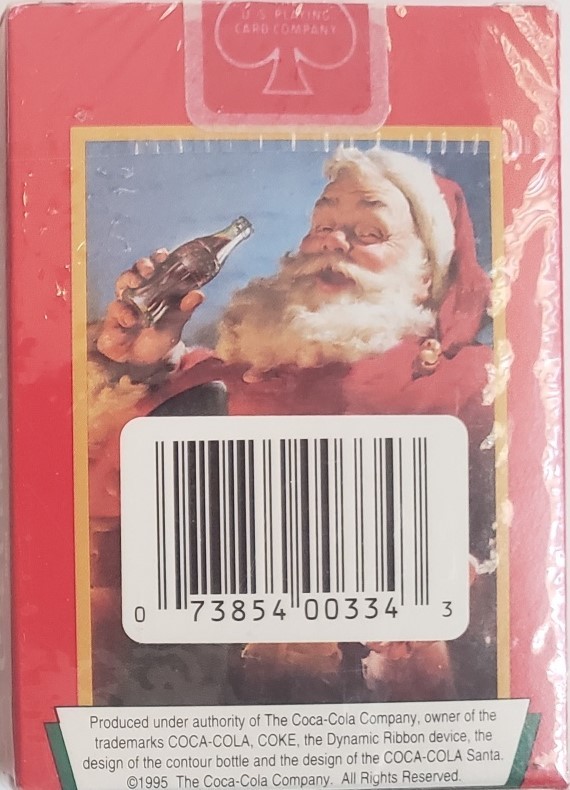 U S PLAYING
CARD COMPANY
0 73854 00334 3
Produced under authority of The Coca-Cola Company, owner of the
trademarks COCA-COLA, COKE, the Dynamic Ribbon device, the
design of the contour bottle and the design of the COCA-COLA Santa.
©1995 The Coca-Cola Company. All Rights Reserved.